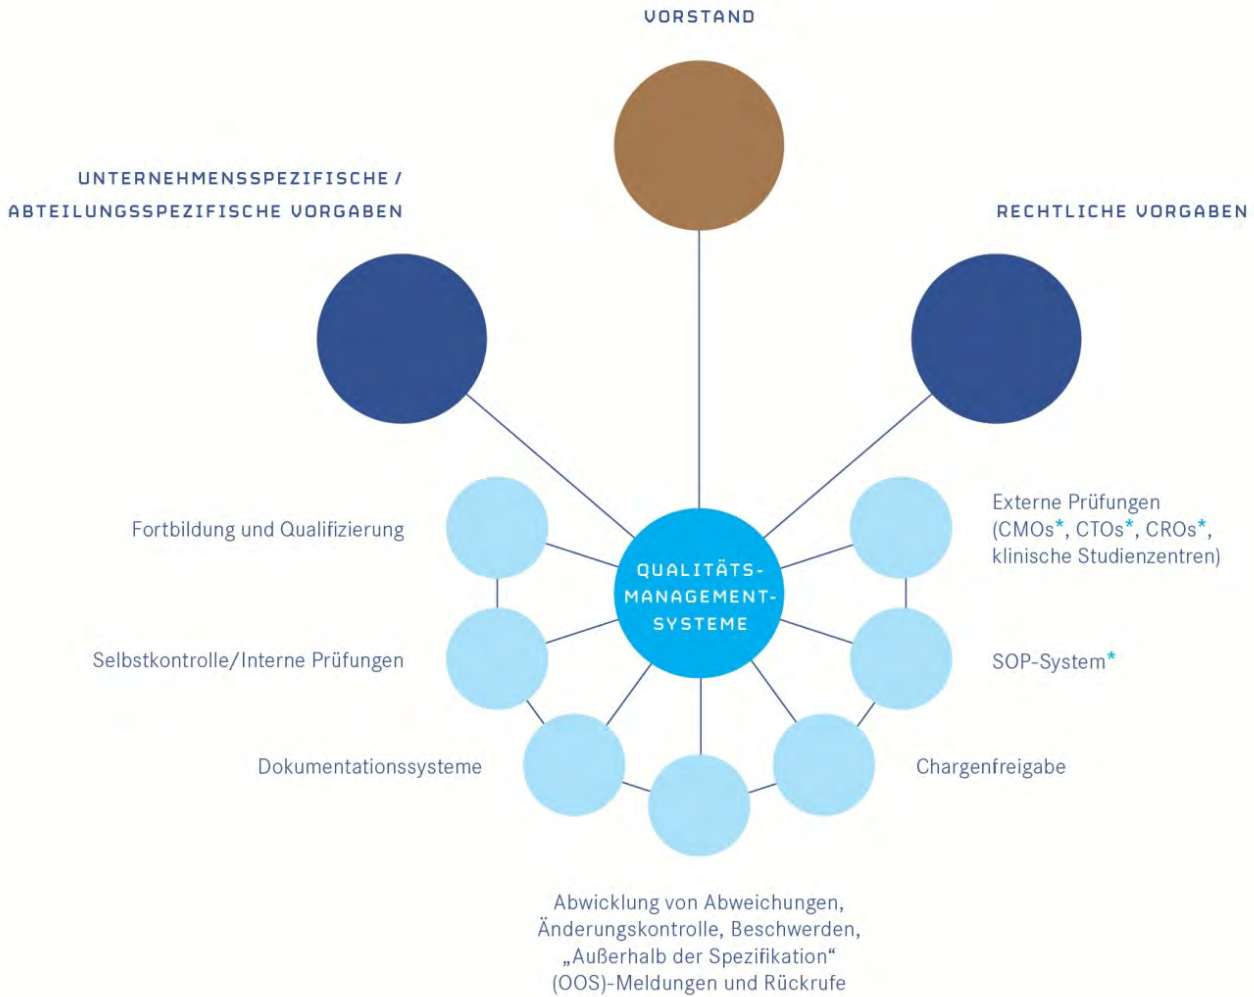 VORSTAND
UNTERNEHMENSSPEZIFISCHE /
ABTEILUNGSSPEZIFISCHE VORGABEN
RECHTLICHE VORGABEN
Fortbildung und Qualifizierung
Externe Prüfungen
(CMOs*, CTOs*, CROs*,
klinische Studienzentren)
QUALITÄTS-
MANAGEMENT-
SYSTEME
Selbstkontrolle/Interne Prüfungen
SOP-System*
Dokumentationssysteme
Chargenfreigabe
Abwicklung von Abweichungen,
Änderungskontrolle, Beschwerden,
„Außerhalb der Spezifikation“
(OOS)-Meldungen und Rückrufe